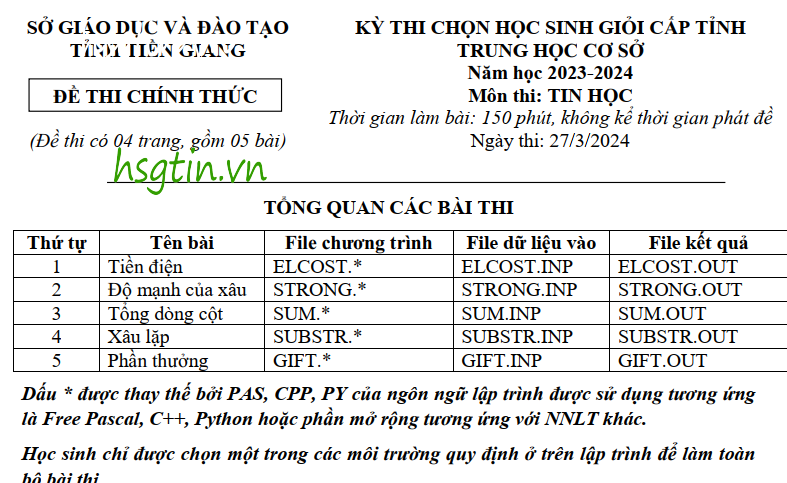 SỞ GIÁO DỤC VÀ ĐÀO TẠO
TỈNH TIỀN GIANG
ĐỀ THI CHÍNH THỨC
(Đề thi có 04 trang, gồm 05 bài)
KỲ THI CHỌN HỌC SINH GIỎI CẤP TỈNH
TRUNG HỌC CƠ SỞ
Năm học 2023-2024
Môn thi: TIN HỌC
Thời gian làm bài: 150 phút, không kể thời gian phát đề
Ngày thi: 27/3/2024
hsgtin.vn
TỔNG QUAN CÁC BÀI THI
Thứ tự Tên bài File chương trình File dữ liệu vào File kết quả
1 Tiền điện ELCOST.* ELCOST.INP ELCOST.OUT
2 Độ mạnh của xâu STRONG.* STRONG.INP STRONG.OUT
3 Tổng dòng cột SUM.* SUM.INP SUM.OUT
4 Xâu lặp SUBSTR.* SUBSTR.INP SUBSTR.OUT
5 Phần thưởng GIFT.* GIFT.INP GIFT.OUT
Dấu * được thay thế bởi PAS, CPP, PY của ngôn ngữ lập trình được sử dụng tương ứng
là Free Pascal, C++, Python hoặc phần mở rộng tương ứng với NNLT khác.
Học sinh chỉ được chọn một trong các môi trường quy định ở trên lập trình để làm toàn
bộ bài thi